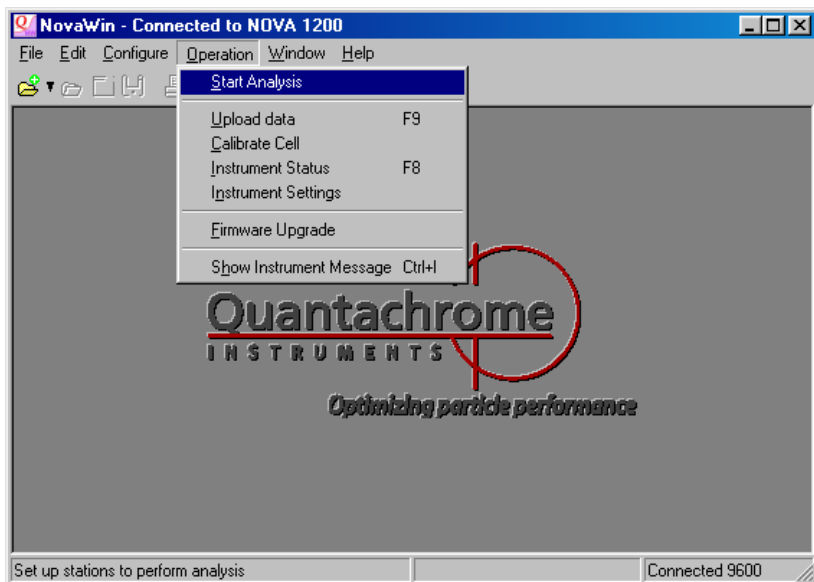 NovaWin - Connected to NOVA 1200
File Edit Configure Operation Window Help
Start Analysis
Upload data F9
Calibrate Cell
Instrument Status F8
Instrument Settings
Firmware Upgrade
Show Instrument Message Ctrl+I
Quantachrome
INSTRUMENTS
Optimizing particle performance
Set up stations to perform analysis Connected 9600